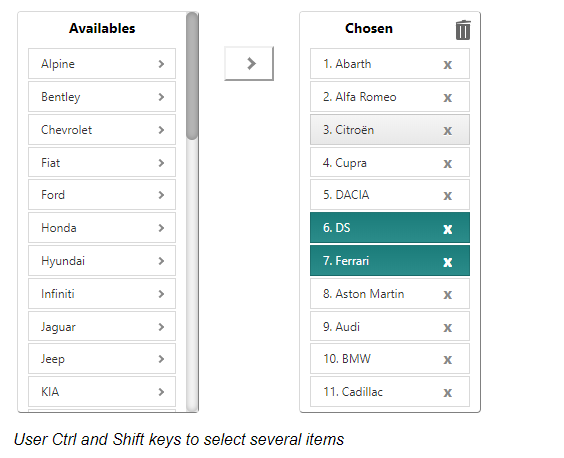 Availables
Alpine
Bentley
Chevrolet
Fiat
Ford
Honda
Hyundai
Infiniti
Jaguar
Jeep
KIA
Chosen
1. Abarth x
2. Alfa Romeo x
3. Citroën x
4. Cupra x
5. DACIA x
6. DS x
7. Ferrari x
8. Aston Martin x
9. Audi x
10. BMW x
11. Cadillac x
User Ctrl and Shift keys to select several items